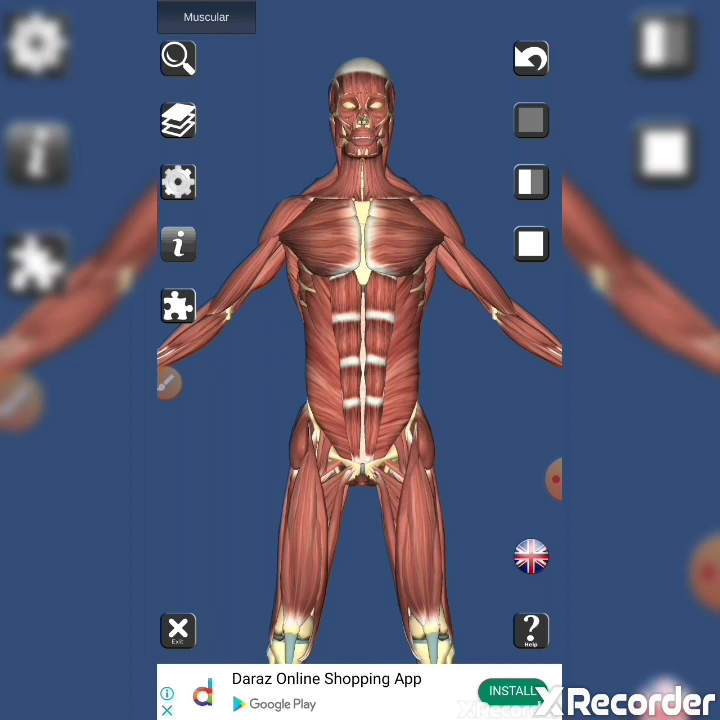 Muscular
Exit
Help
Daraz Online Shopping App
Google Play
INSTALL
XRecorder